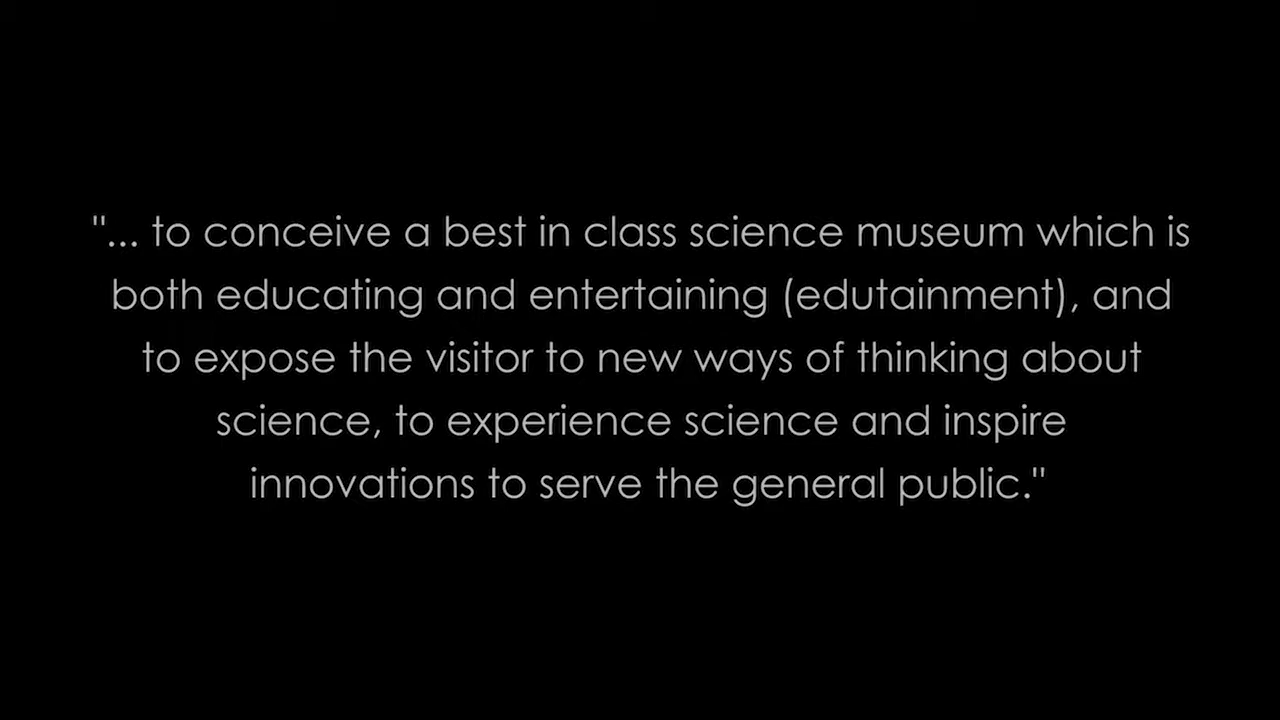 "... to conceive a best in class science museum which is
both educating and entertaining (edutainment), and
to expose the visitor to new ways of thinking about
science, to experience science and inspire
innovations to serve the general public."